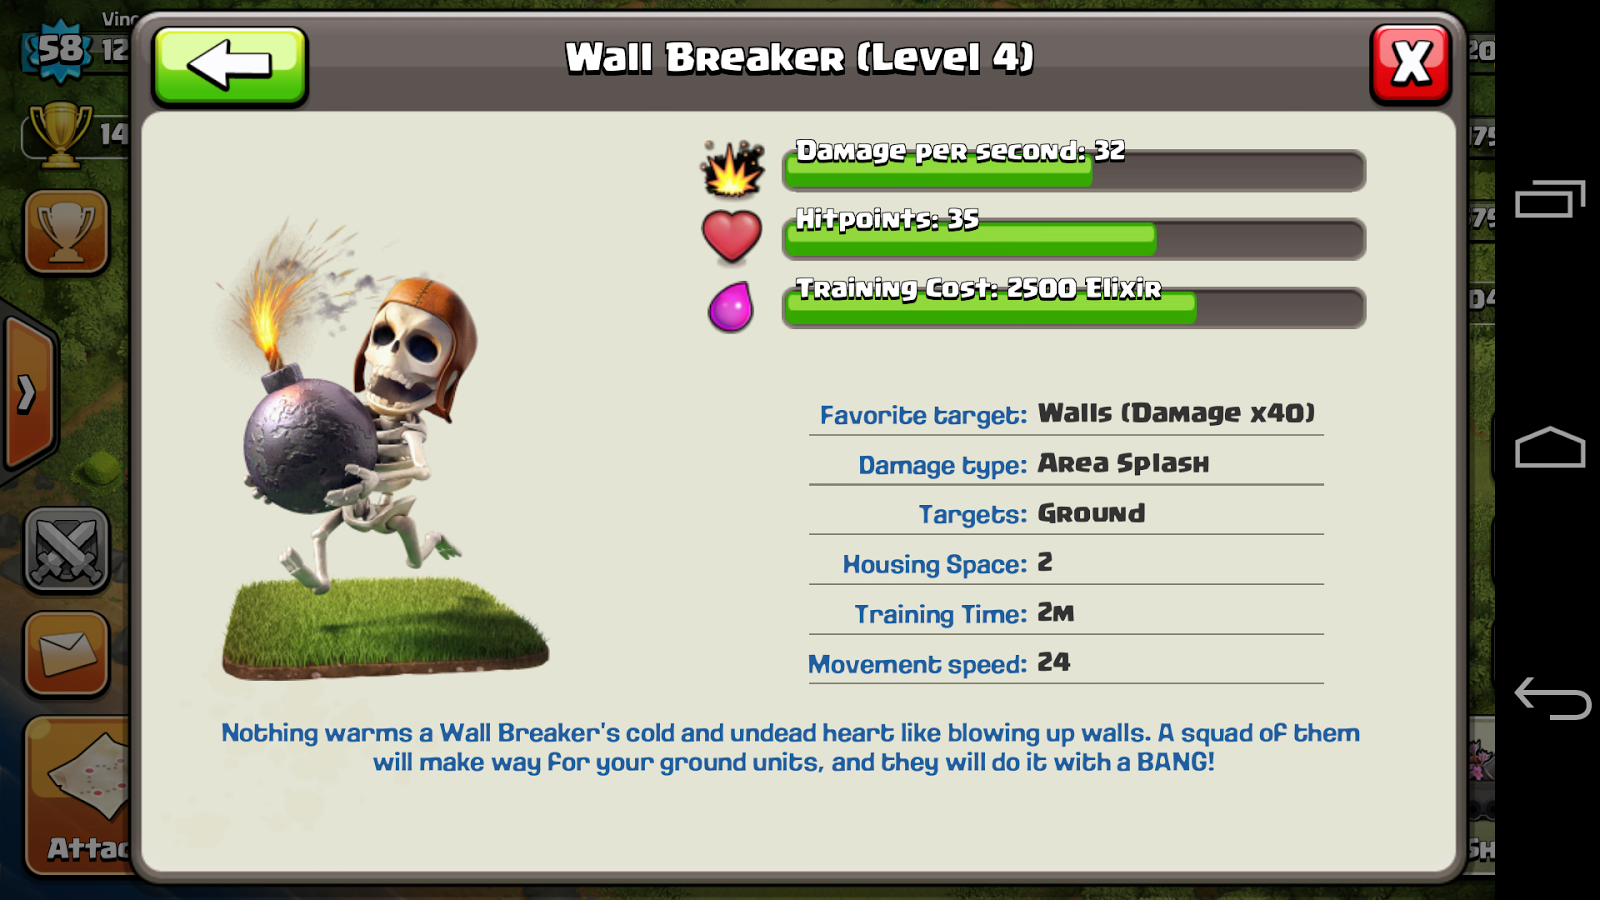 Vinc
58
12
14
Wall Breaker (Level 4)
X
Damage per second: 32
Hitpoints: 35
Training Cost: 2500 Elixir
Favorite target: Walls (Damage x40)
Damage type: Area Splash
Targets: Ground
Housing Space: 2
Training Time: 2m
Movement speed: 24
Nothing warms a Wall Breaker's cold and undead heart like blowing up walls. A squad of them
will make way for your ground units, and they will do it with a BANG!
Attac